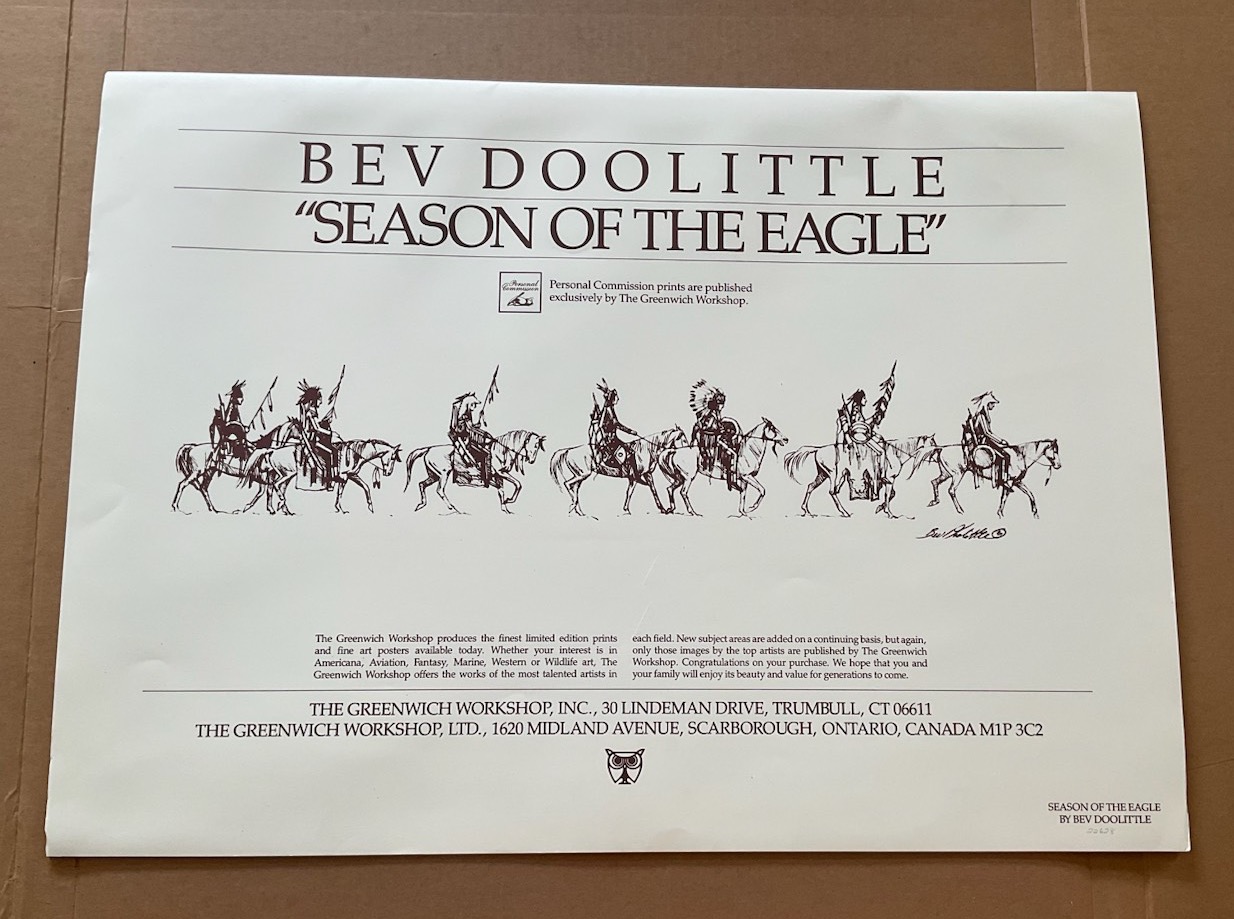 BEV DOOLITTLE
“SEASON OF THE EAGLE”
Personal
Commission
Personal Commission prints are published
exclusively by The Greenwich Workshop.
Bev Doolittle
The Greenwich Workshop produces the finest limited edition prints
and fine art posters available today. Whether your interest is in
Americana, Aviation, Fantasy, Marine, Western or Wildlife art, The
Greenwich Workshop offers the works of the most talented artists in
each field. New subject areas are added on a continuing basis, but again,
only those images by the top artists are published by The Greenwich
Workshop. Congratulations on your purchase. We hope that you and
your family will enjoy its beauty and value for generations to come.
THE GREENWICH WORKSHOP, INC., 30 LINDEMAN DRIVE, TRUMBULL, CT 06611
THE GREENWICH WORKSHOP, LTD., 1620 MIDLAND AVENUE, SCARBOROUGH, ONTARIO, CANADA M1P 3C2
SEASON OF THE EAGLE
BY BEV DOOLITTLE